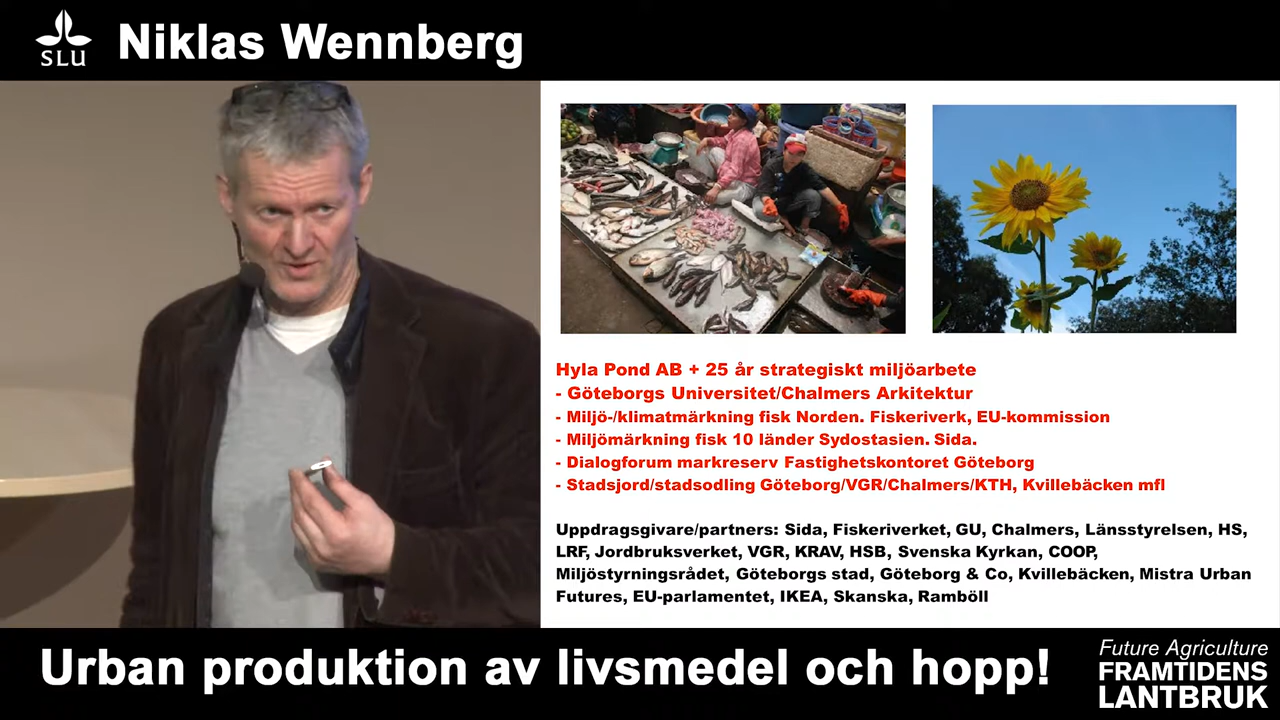 SLU
Niklas Wennberg
Hyla Pond AB + 25 år strategiskt miljöarbete
- Göteborgs Universitet/Chalmers Arkitektur
- Miljö-/klimatmärkning fisk Norden. Fiskeriverk, EU-kommission
- Miljömärkning fisk 10 länder Sydostasien. Sida.
- Dialogforum markreserv Fastighetskontoret Göteborg
- Stadsjord/stadsodling Göteborg/VGR/Chalmers/KTH, Kvillebäcken mfl
Uppdragsgivare/partners: Sida, Fiskeriverket, GU, Chalmers, Länsstyrelsen, HS,
LRF, Jordbruksverket, VGR, KRAV, HSB, Svenska Kyrkan, COOP,
Miljöstyrningsrådet, Göteborgs stad, Göteborg & Co, Kvillebäcken, Mistra Urban
Futures, EU-parlamentet, IKEA, Skanska, Ramböll
Urban produktion av livsmedel och hopp!
Future Agriculture
FRAMTIDENS
LANTBRUK